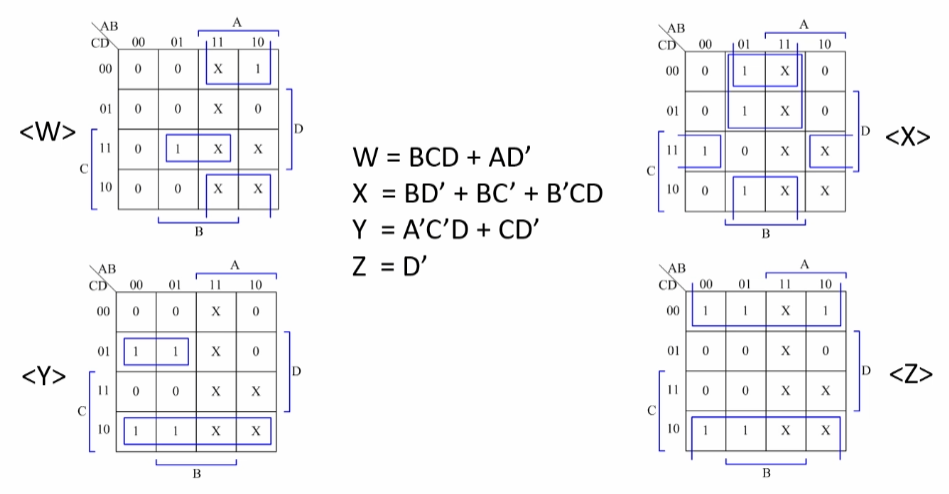 A
AB
CD 00 01 11 10
00 0 0 X 1
01 0 0 X 0
11 0 1 X X
10 0 0 X X
C
D
B
<W>
A
AB
CD 00 01 11 10
00 0 1 X 0
01 0 1 X 0
11 1 0 X X
10 0 1 X X
C
D
B
<X>
W = BCD + AD’
X = BD’ + BC’ + B’CD
Y = A’C’D + CD’
Z = D’
A
AB
CD 00 01 11 10
00 0 0 X 0
01 1 1 X 0
11 0 0 X X
10 1 1 X X
C
D
B
<Y>
A
AB
CD 00 01 11 10
00 1 1 X 1
01 0 0 X 0
11 0 0 X X
10 1 1 X X
C
D
B
<Z>